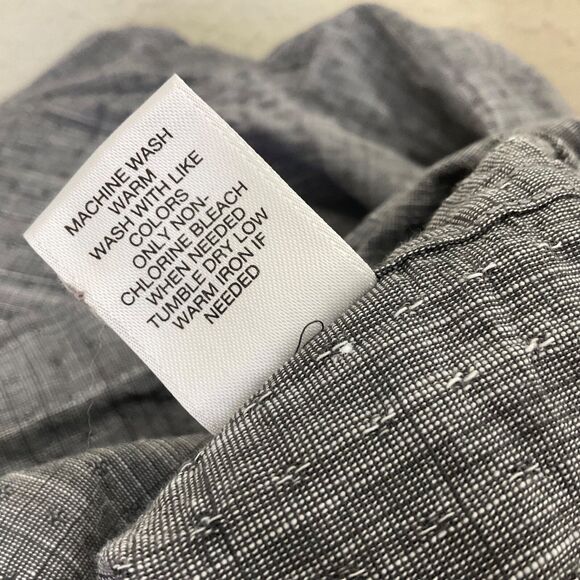 MACHINE WASH
WARM
WASH WITH LIKE
COLORS
ONLY NON-
CHLORINE BLEACH
WHEN NEEDED
TUMBLE DRY LOW
WARM IRON IF
NEEDED